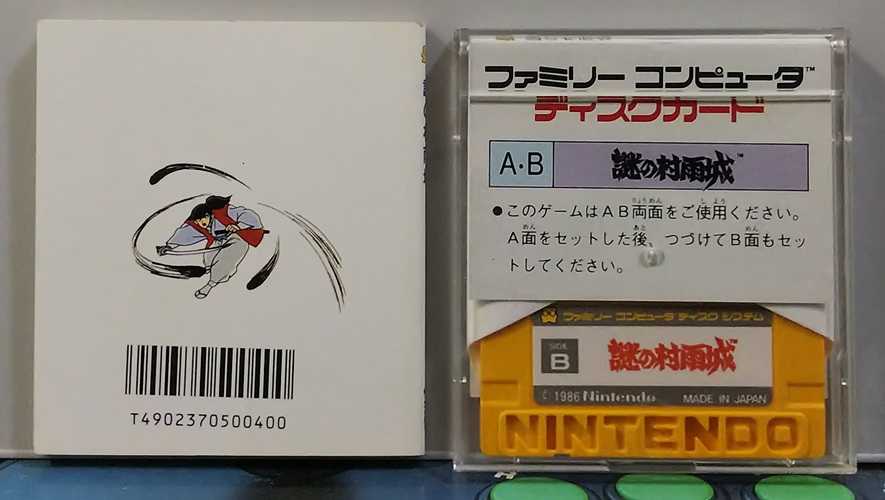 T4902370500400
ファミリー コンピュータ™
ディスクカード
A・B 謎の村雨城™
●このゲームはAB両面をご使用ください。
A面をセットした後、つづけてB面もセッ
トしてください。
ファミリー コンピュータ ディスク システム
SIDE
B
謎の村雨城
© 1986 Nintendo MADE IN JAPAN
NINTENDO